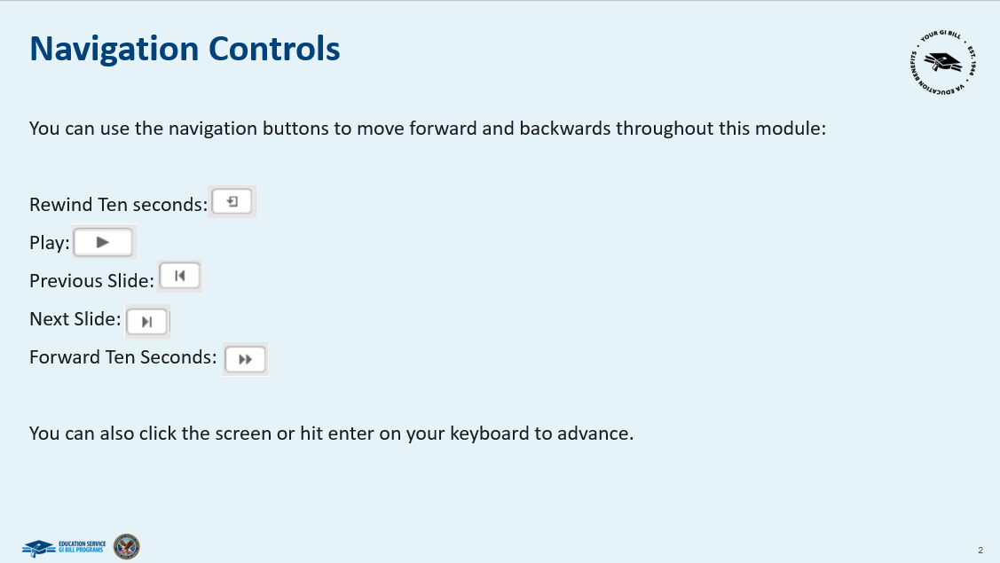 Navigation Controls
YOUR GI BILL • EST. 1944 • VA EDUCATION BENEFITS •
You can use the navigation buttons to move forward and backwards throughout this module:
Rewind Ten seconds:
Play:
Previous Slide:
Next Slide:
Forward Ten Seconds:
You can also click the screen or hit enter on your keyboard to advance.
EDUCATION SERVICE
GI BILL PROGRAMS
2